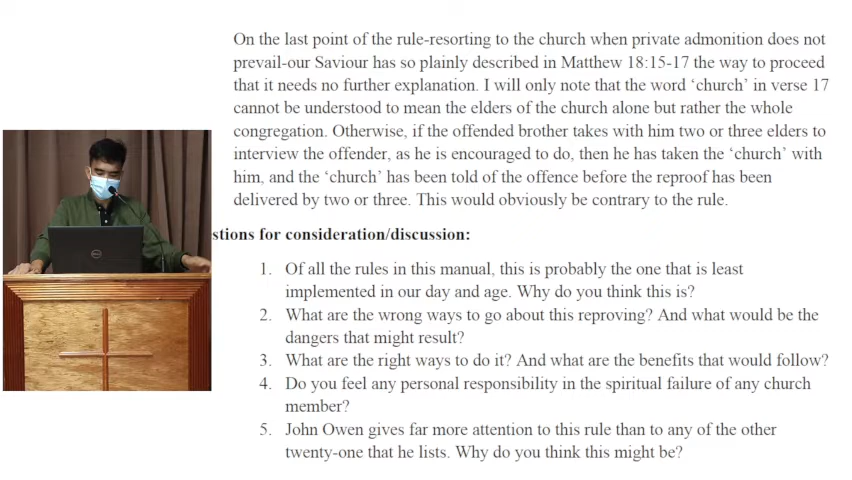 On the last point of the rule-resorting to the church when private admonition does not
prevail-our Saviour has so plainly described in Matthew 18:15-17 the way to proceed
that it needs no further explanation. I will only note that the word ‘church’ in verse 17
cannot be understood to mean the elders of the church alone but rather the whole
congregation. Otherwise, if the offended brother takes with him two or three elders to
interview the offender, as he is encouraged to do, then he has taken the ‘church’ with
him, and the ‘church’ has been told of the offence before the reproof has been
delivered by two or three. This would obviously be contrary to the rule.
stions for consideration/discussion:
1. Of all the rules in this manual, this is probably the one that is least
implemented in our day and age. Why do you think this is?
2. What are the wrong ways to go about this reproving? And what would be the
dangers that might result?
3. What are the right ways to do it? And what are the benefits that would follow?
4. Do you feel any personal responsibility in the spiritual failure of any church
member?
5. John Owen gives far more attention to this rule than to any of the other
twenty-one that he lists. Why do you think this might be?